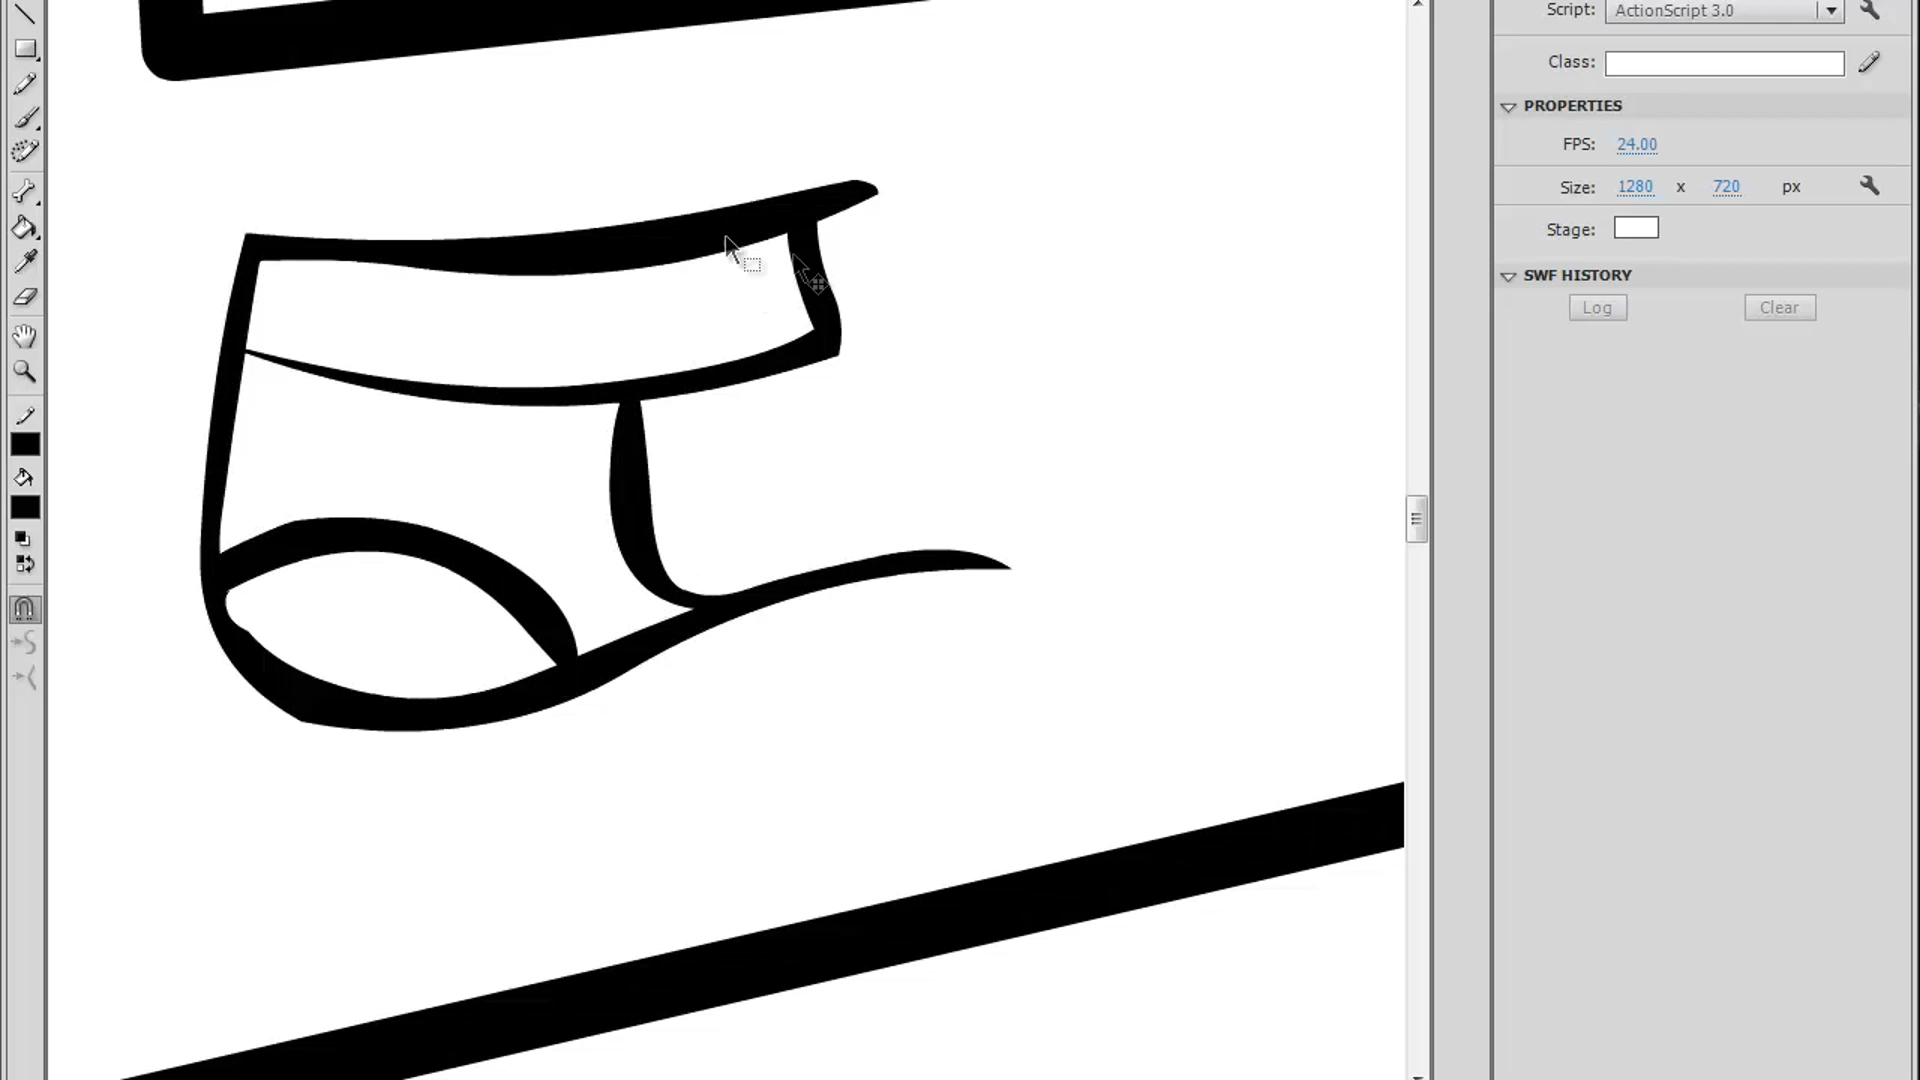 Script: ActionScript 3.0
Class:
PROPERTIES
FPS: 24.00
Size: 1280 x 720 px
Stage:
SWF HISTORY
Log Clear